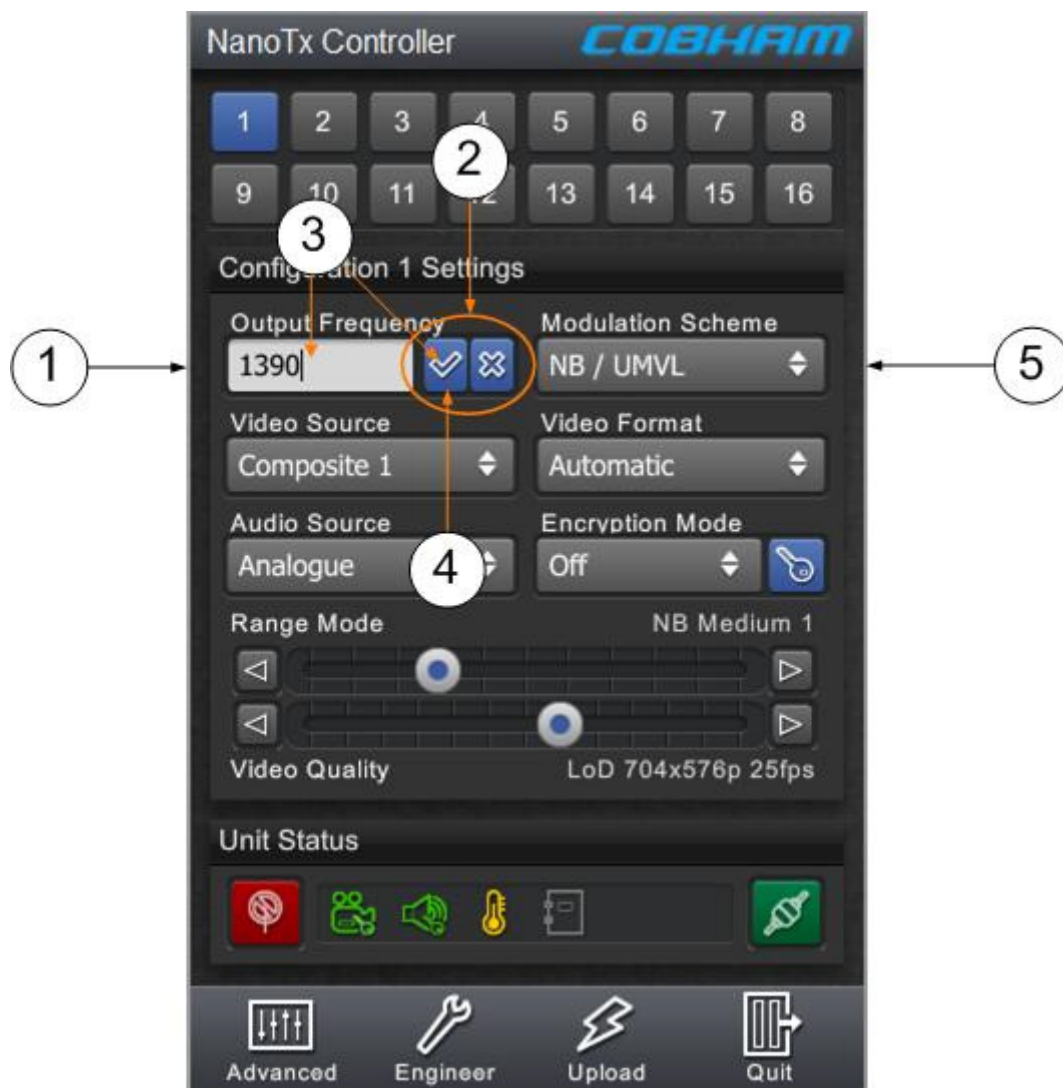 NanoTx Controller COBHAM
1 2 3 4 5 6 7 8
2
9 10 11 12 13 14 15 16
3
Configuration 1 Settings
Output Frequency Modulation Scheme
1 1390 NB / UMVL 5
Video Source Video Format
Composite 1 Automatic
Audio Source Encryption Mode
Analogue 4 Off
Range Mode NB Medium 1
Video Quality LoD 704x576p 25fps
Unit Status
Advanced Engineer Upload Quit